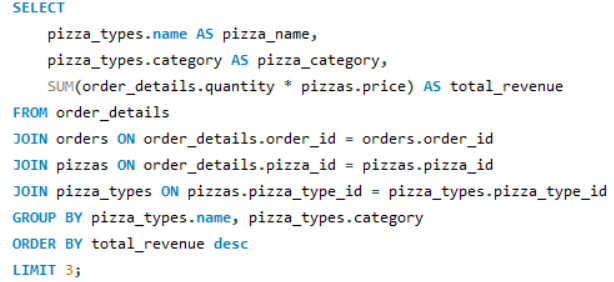 SELECT
pizza_types.name AS pizza_name,
pizza_types.category AS pizza_category,
SUM(order_details.quantity * pizzas.price) AS total_revenue
FROM order_details
JOIN orders ON order_details.order_id = orders.order_id
JOIN pizzas ON order_details.pizza_id = pizzas.pizza_id
JOIN pizza_types ON pizzas.pizza_type_id = pizza_types.pizza_type_id
GROUP BY pizza_types.name, pizza_types.category
ORDER BY total_revenue desc
LIMIT 3;